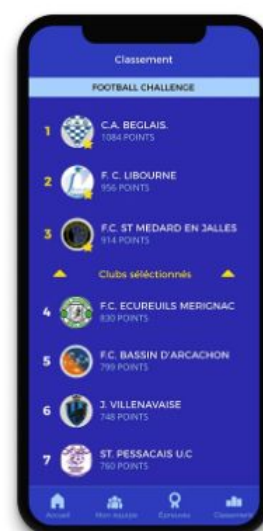 Classement
FOOTBALL CHALLENGE
1 C.A. BEGLAIS.
1084 POINTS
2 F. C. LIBOURNE
956 POINTS
3 F.C. ST MEDARD EN JALLES
914 POINTS
Clubs séléctionnés
4 F.C. ECUREUILS MERIGNAC
830 POINTS
5 F.C. BASSIN D'ARCACHON
799 POINTS
6 J. VILLENAVAISE
748 POINTS
7 ST. PESSACAIS U.C
760 POINTS
Accueil Mon équipe Épreuves Classement